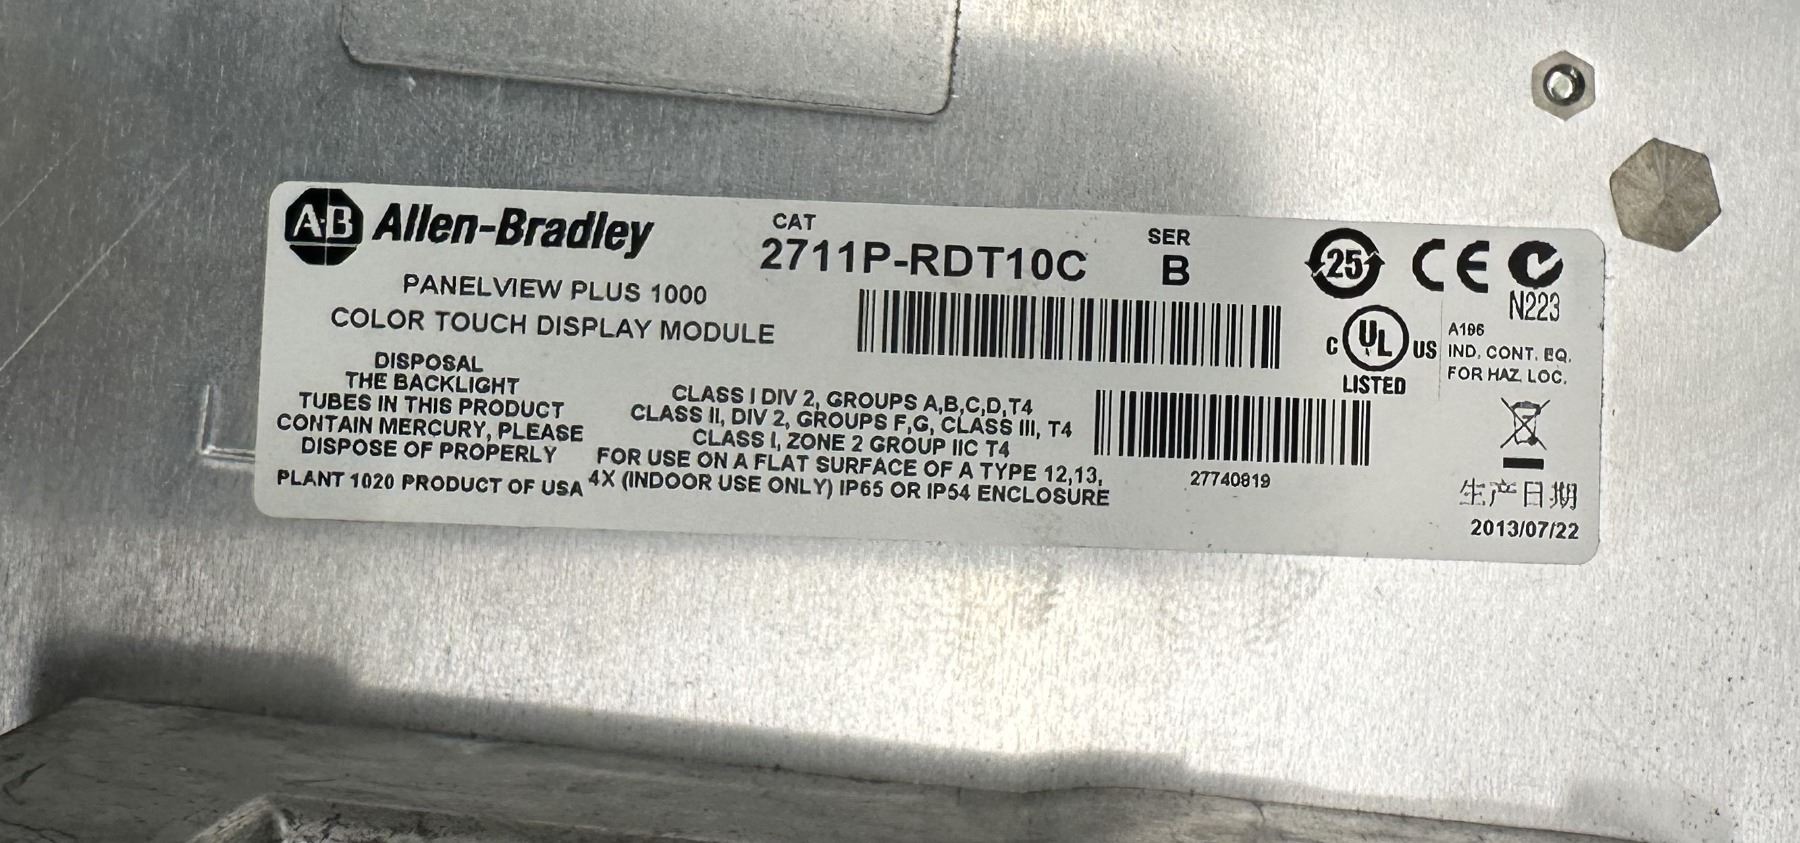 A-B Allen-Bradley
PANELVIEW PLUS 1000
COLOR TOUCH DISPLAY MODULE
CAT
2711P-RDT10C
SER
B
25
CE
N223
C UL US
LISTED
A196
IND. CONT. EQ.
FOR HAZ. LOC.
DISPOSAL
THE BACKLIGHT
TUBES IN THIS PRODUCT
CONTAIN MERCURY, PLEASE
DISPOSE OF PROPERLY
PLANT 1020 PRODUCT OF USA
CLASS I DIV 2, GROUPS A,B,C,D,T4
CLASS II, DIV 2, GROUPS F,G, CLASS III, T4
CLASS I, ZONE 2 GROUP IIC T4
FOR USE ON A FLAT SURFACE OF A TYPE 12,13,
4X (INDOOR USE ONLY) IP65 OR IP54 ENCLOSURE
27740819
生产日期
2013/07/22